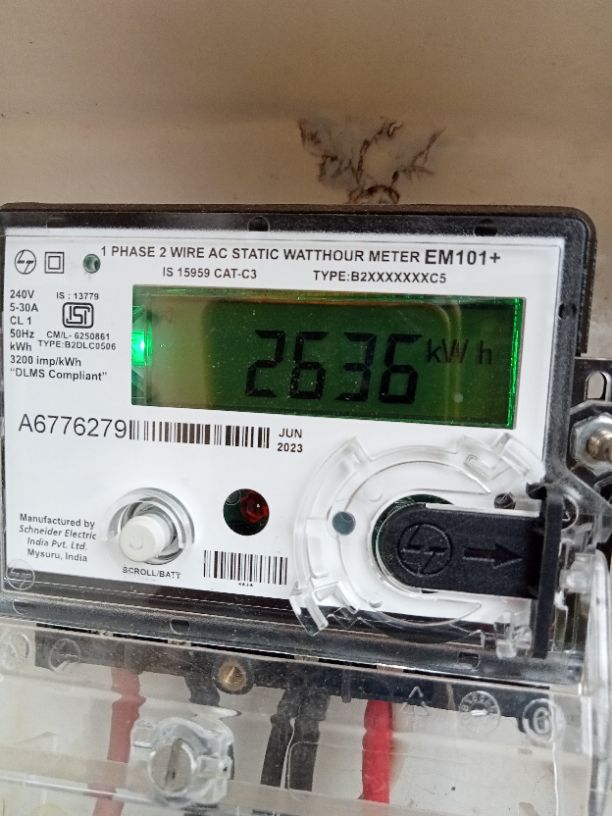 1 PHASE 2 WIRE AC STATIC WATTHOUR METER EM101+
IS 15959 CAT-C3 TYPE:B2XXXXXXXC5
240V
5-30A
CL 1
50Hz
kWh
3200 imp/kWh
"DLMS Compliant"
IS : 13779
ISI
CM/L- 6250861
TYPE:B2DLC0506
2636 kWh
A6776279
JUN
2023
Manufactured by
Schneider Electric
India Pvt. Ltd.
Mysuru, India
SCROLL/BATT